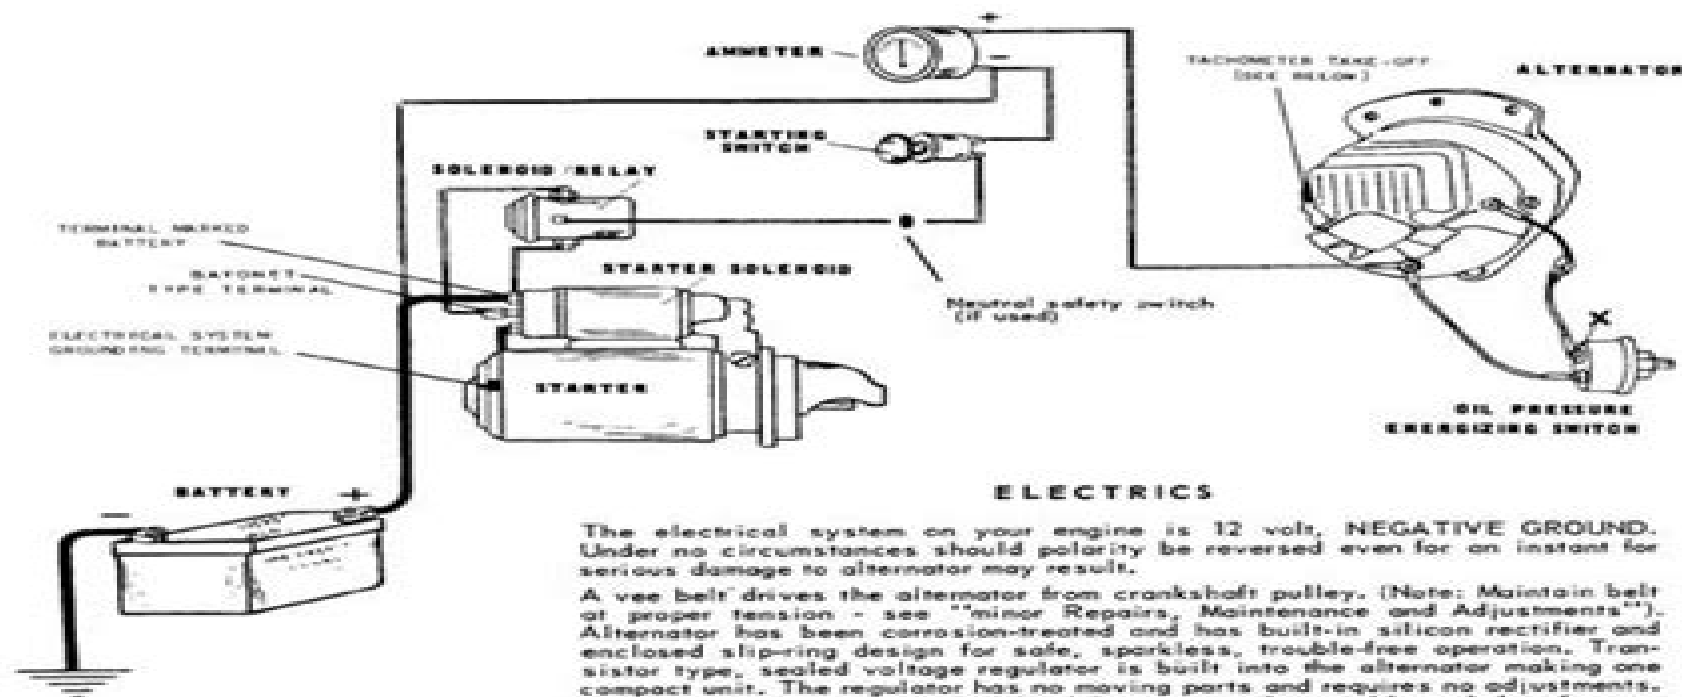 +
AMMETER
-
TACHOMETER TAKE-OFF
(SEE BELOW)
ALTERNATOR
STARTING
SWITCH
SOLENOID/RELAY
TERMINAL MARKED
BATTERY
STARTER SOLENOID
BAYONET
TYPE TERMINAL
Neutral safety switch
(if used)
X
ELECTRICAL SYSTEM
GROUNDING TERMINAL
STARTER
OIL PRESSURE
ENERGIZING SWITCH
BATTERY
+
-
ELECTRICS
The electrical system on your engine is 12 volt, NEGATIVE GROUND.
Under no circumstances should polarity be reversed even for an instant for
serious damage to alternator may result.
A vee belt drives the alternator from crankshaft pulley. (Note: Maintain belt
at proper tension - see "minor Repairs, Maintenance and Adjustments").
Alternator has been corrosion-treated and has built-in silicon rectifier and
enclosed slip-ring design for safe, sparkless, trouble-free operation. Tran-
sistor type, sealed voltage regulator is built into the alternator making one
compact unit. The regulator has no moving parts and requires no adjustments.